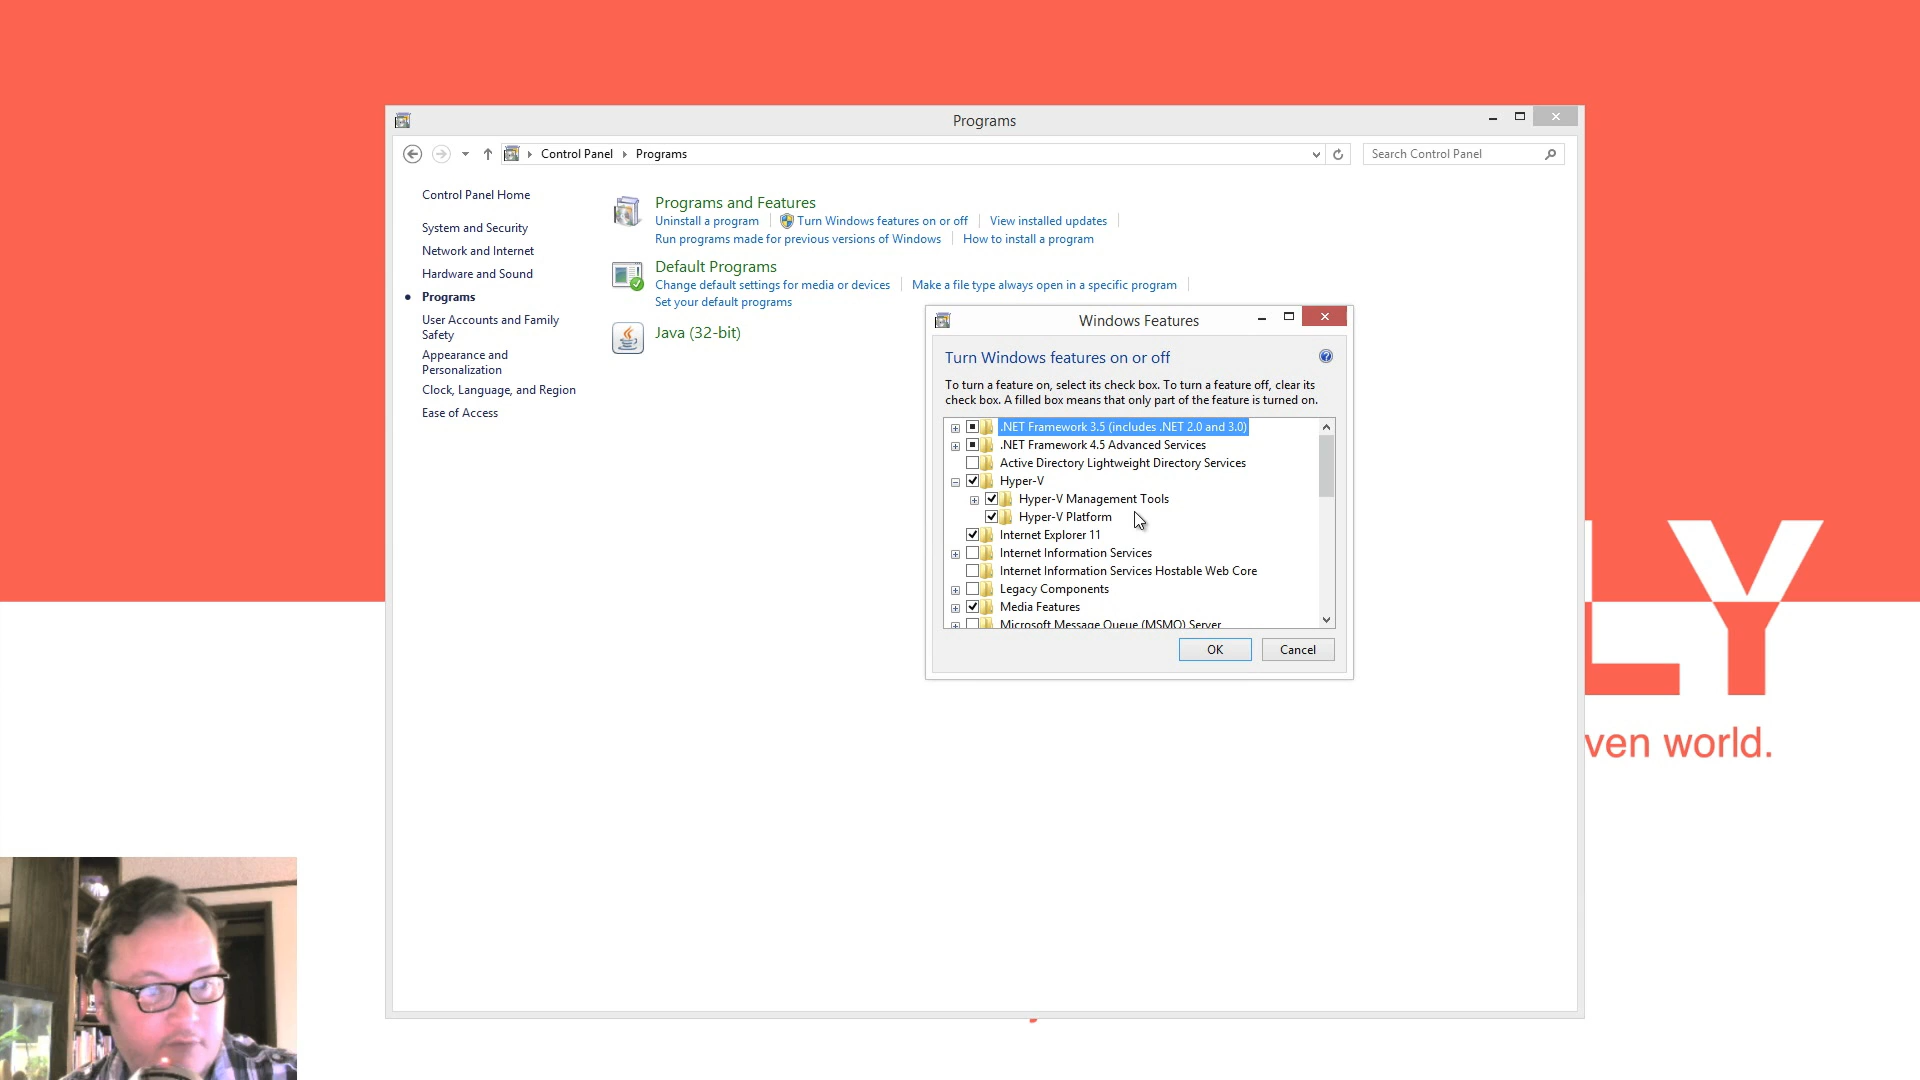 Programs
Control Panel
Programs
Search Control Panel
Control Panel Home
System and Security
Network and Internet
Hardware and Sound
Programs
User Accounts and Family
Safety
Appearance and
Personalization
Clock, Language, and Region
Ease of Access
Programs and Features
Uninstall a program
Turn Windows features on or off
View installed updates
Run programs made for previous versions of Windows
How to install a program
Default Programs
Change default settings for media or devices
Make a file type always open in a specific program
Set your default programs
Java (32-bit)
Windows Features
Turn Windows features on or off
To turn a feature on, select its check box. To turn a feature off, clear its
check box. A filled box means that only part of the feature is turned on.
.NET Framework 3.5 (includes .NET 2.0 and 3.0)
.NET Framework 4.5 Advanced Services
Active Directory Lightweight Directory Services
Hyper-V
Hyper-V Management Tools
Hyper-V Platform
Internet Explorer 11
Internet Information Services
Internet Information Services Hostable Web Core
Legacy Components
Media Features
Microsoft Message Queue (MSMQ) Server
OK
Cancel
LY
ven world.